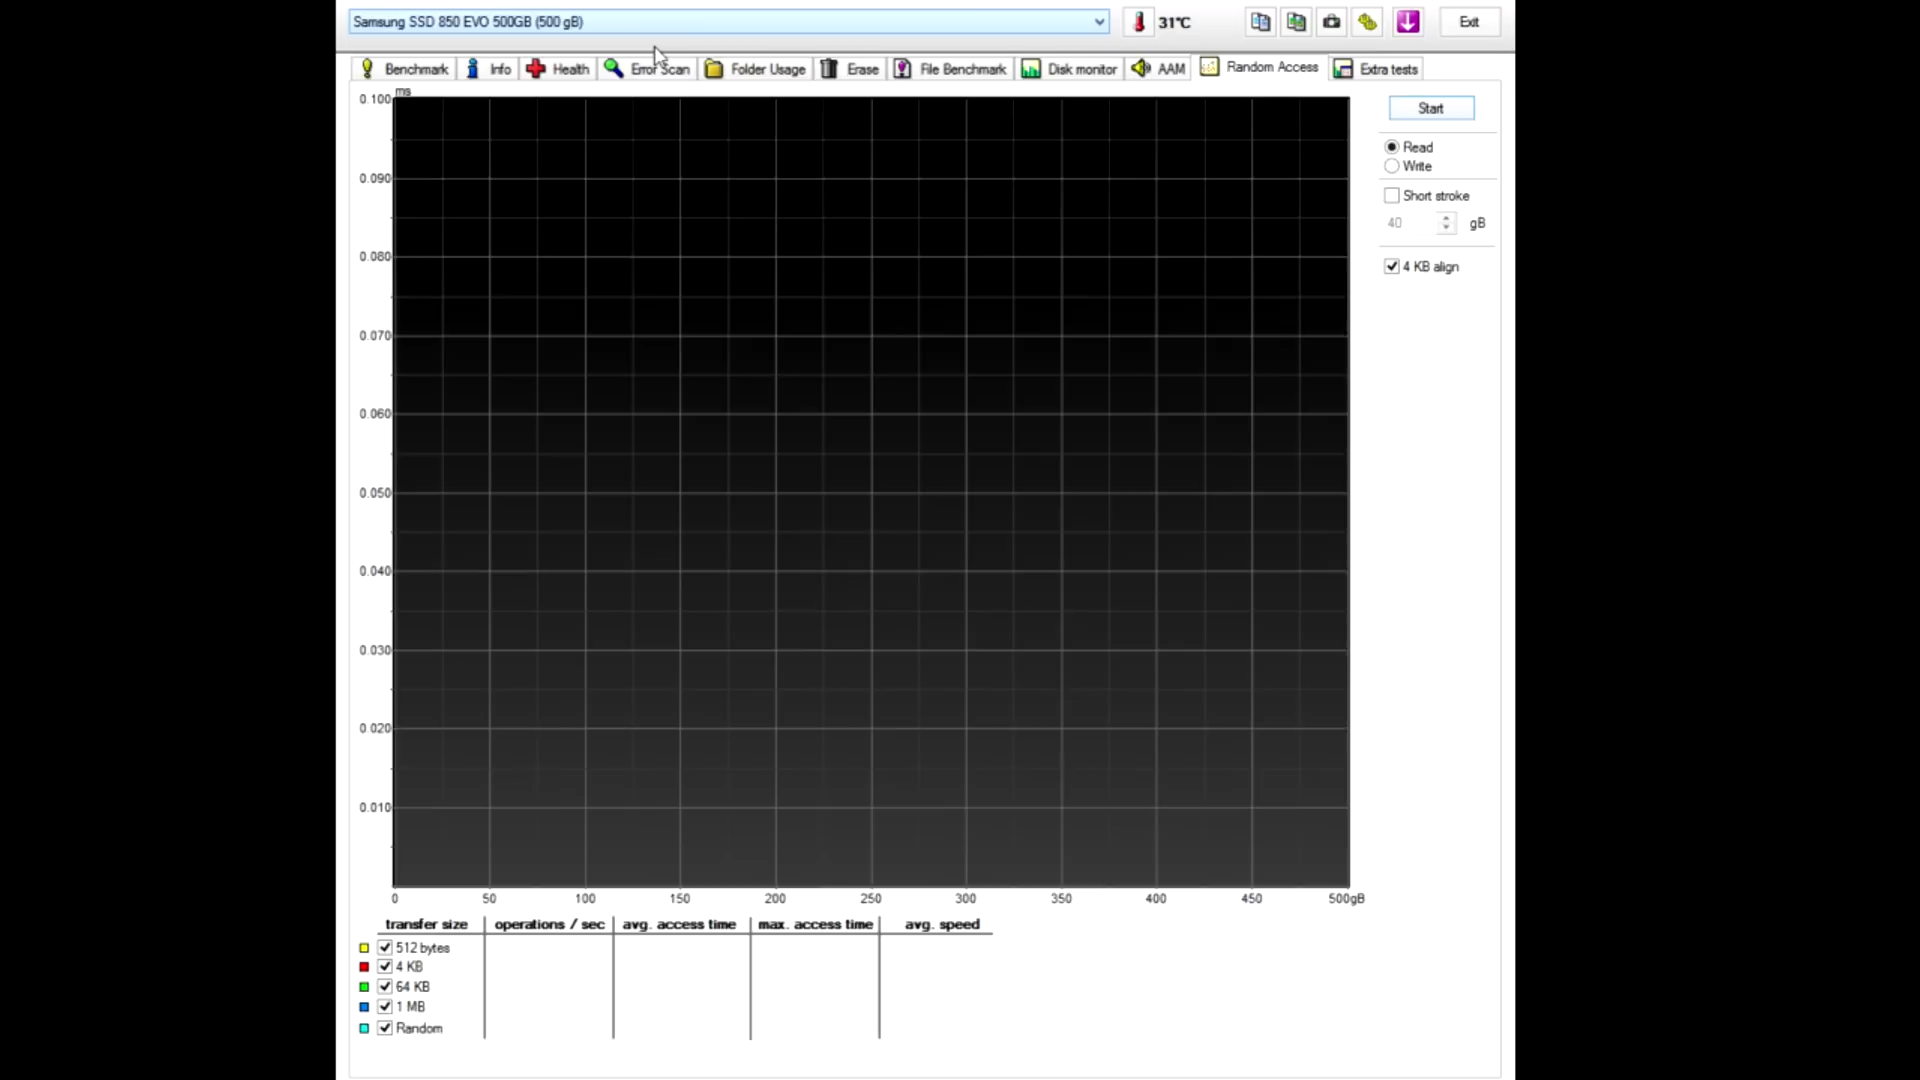 Samsung SSD 850 EVO 500GB (500 gB) 31°C Exit
Benchmark Info Health Error Scan Folder Usage Erase File Benchmark Disk monitor AAM Random Access Extra tests
ms
0.100
0.090
0.080
0.070
0.060
0.050
0.040
0.030
0.020
0.010
0 50 100 150 200 250 300 350 400 450 500gB
Start
Read
Write
Short stroke
40 gB
4 KB align
transfer size operations / sec avg. access time max. access time avg. speed
512 bytes
4 KB
64 KB
1 MB
Random